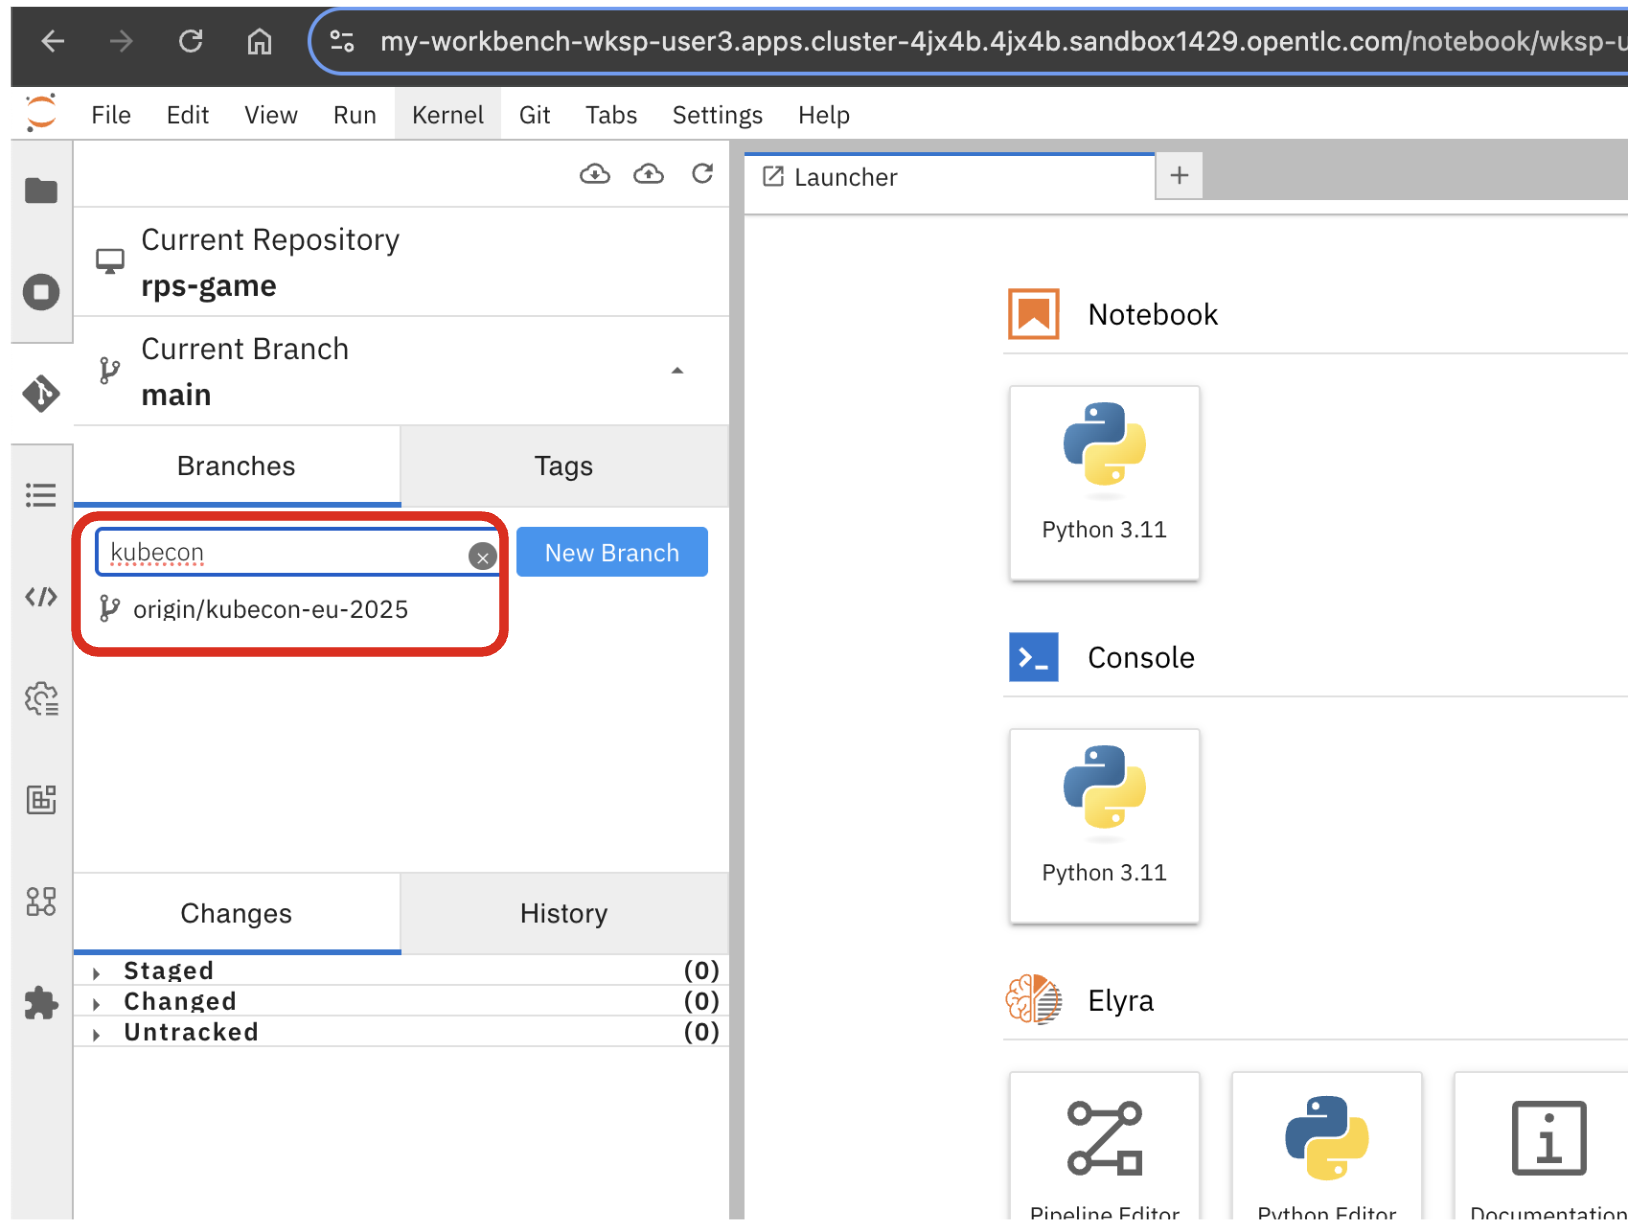 my-workbench-wksp-user3.apps.cluster-4jx4b.4jx4b.sandbox1429.opentlc.com/notebook/wksp-u
File Edit View Run Kernel Git Tabs Settings Help
Launcher
Current Repository
rps-game
Current Branch
main
Branches Tags
kubecon New Branch
origin/kubecon-eu-2025
Changes History
Staged (0)
Changed (0)
Untracked (0)
Notebook
Python 3.11
Console
Python 3.11
Elyra
Pipeline Editor Python Editor Documentation